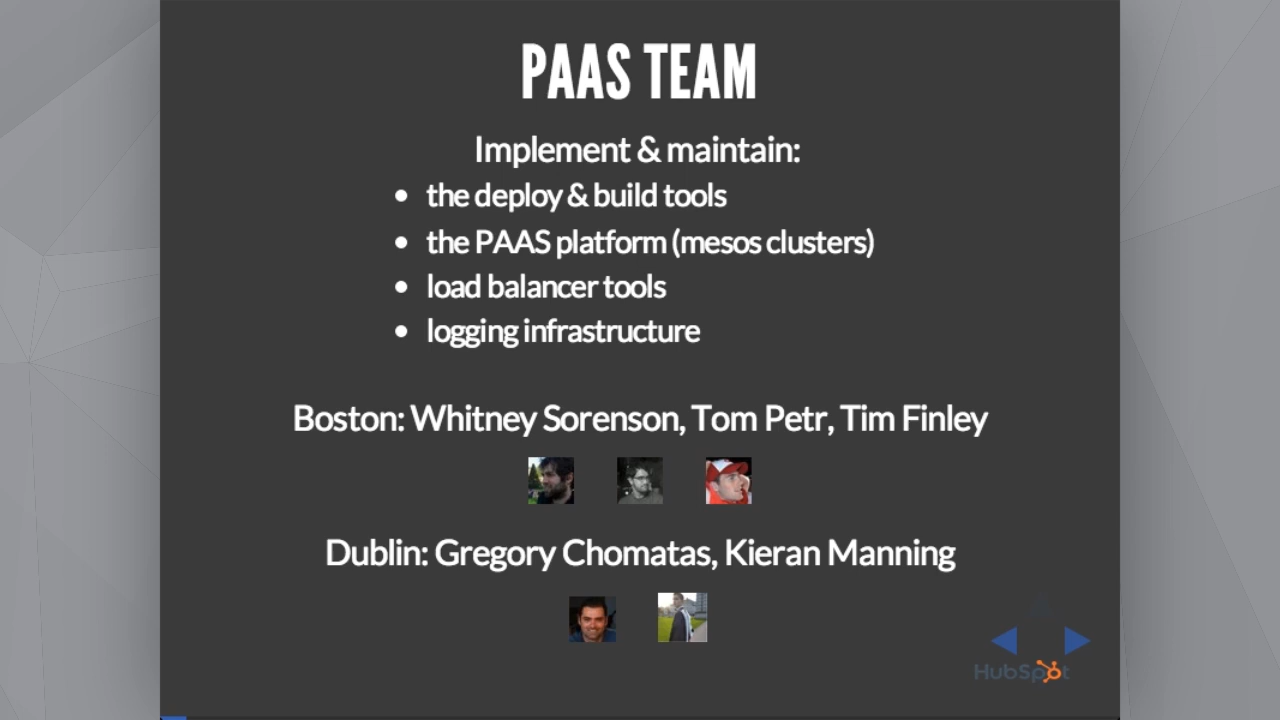 PAAS TEAM
Implement & maintain:
• the deploy & build tools
• the PAAS platform (mesos clusters)
• load balancer tools
• logging infrastructure
Boston: Whitney Sorenson, Tom Petr, Tim Finley
Dublin: Gregory Chomatas, Kieran Manning
HubSpot